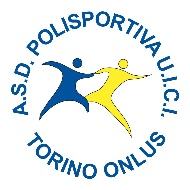 A.S.D. POLISPORTIVA U.I.C.I.
TORINO ONLUS